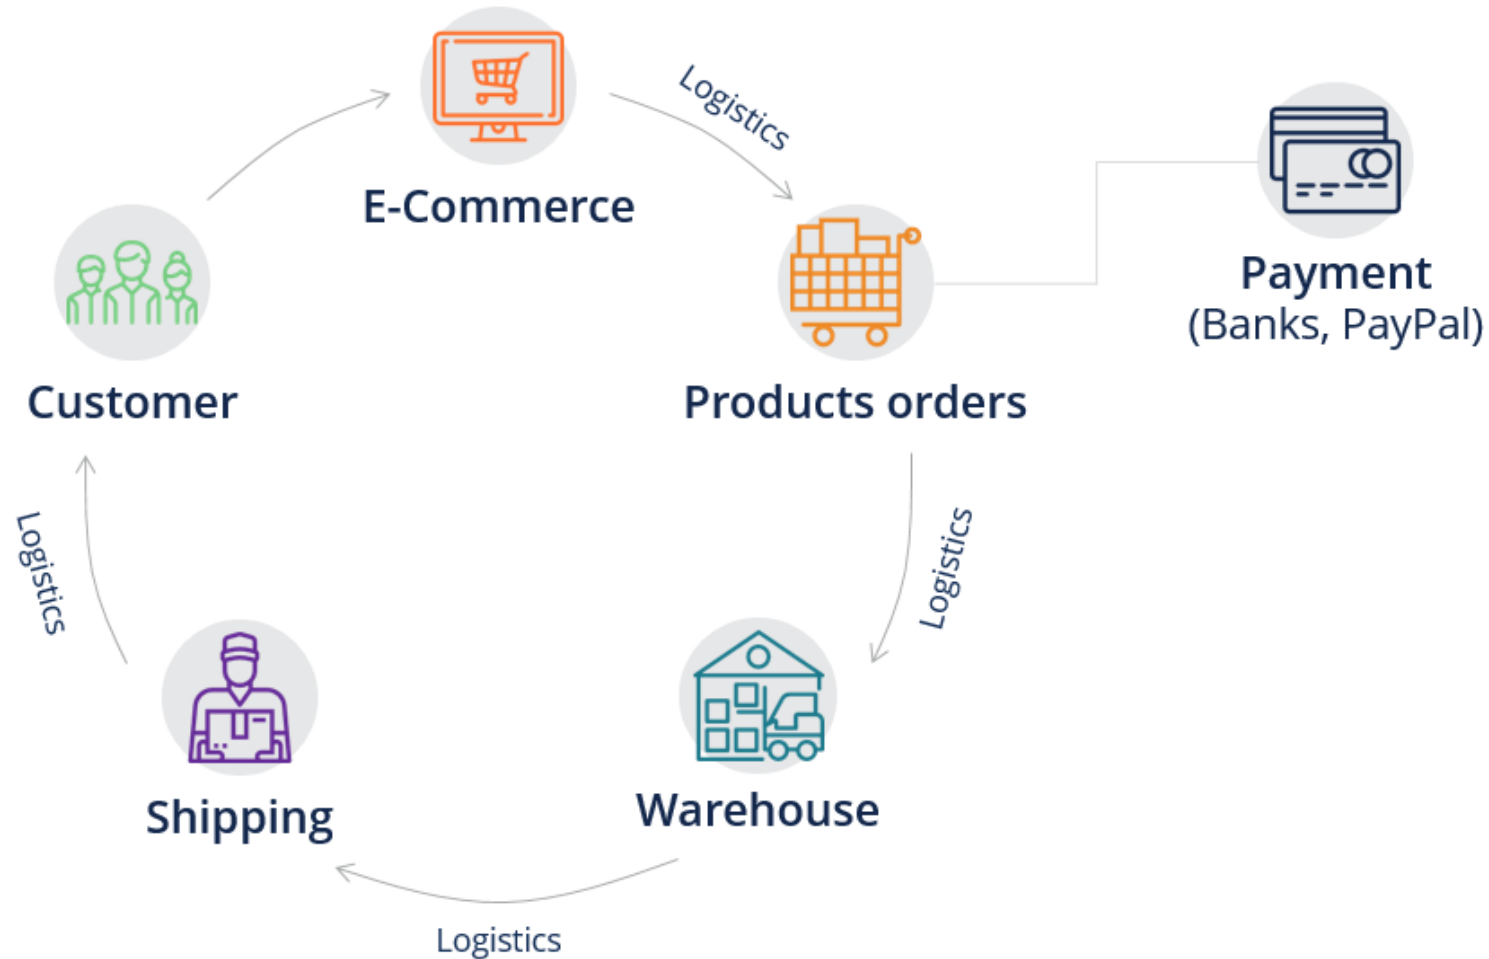 E-Commerce
Logistics
Payment
(Banks, PayPal)
Customer
Products orders
Logistics
Logistics
Shipping
Warehouse
Logistics